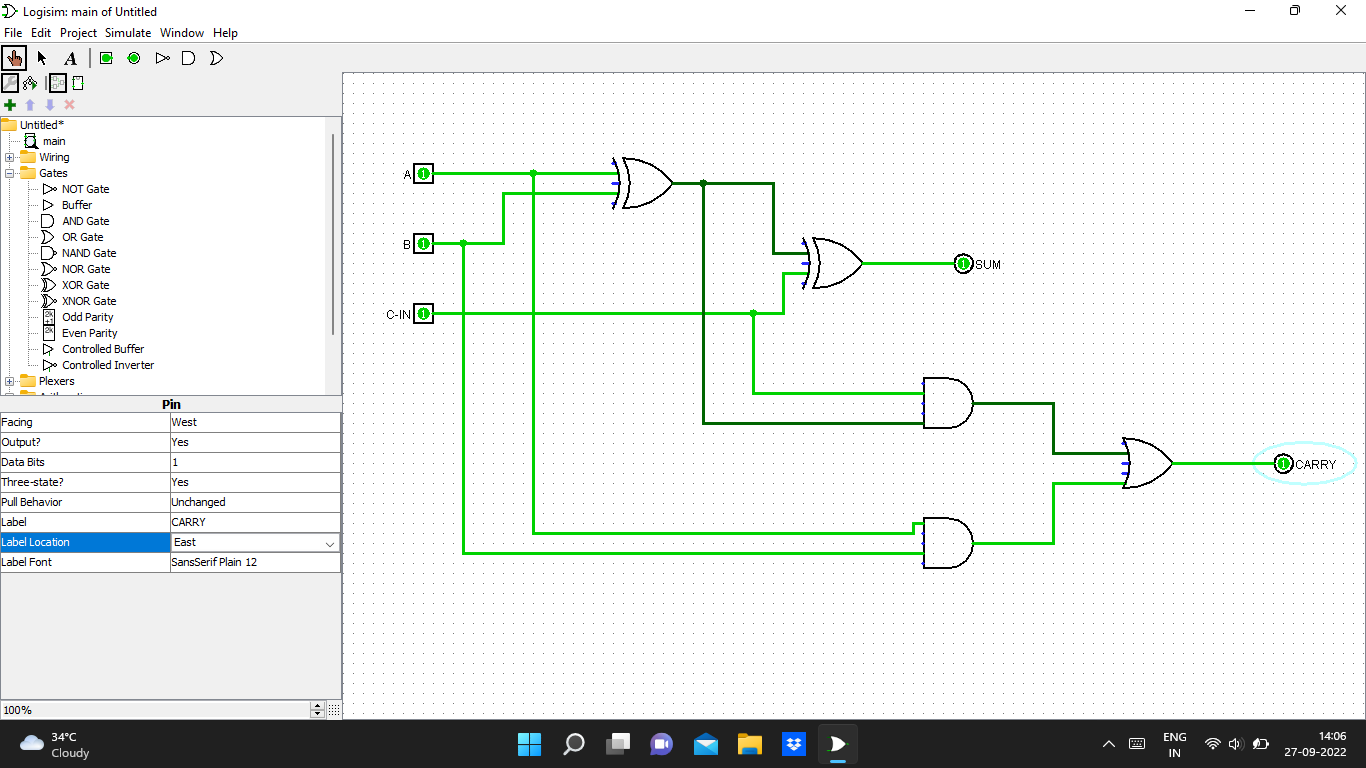 Logisim: main of Untitled
File Edit Project Simulate Window Help
A
Untitled*
main
Wiring
Gates
NOT Gate
Buffer
AND Gate
OR Gate
NAND Gate
NOR Gate
XOR Gate
XNOR Gate
2k+1 Odd Parity
2k Even Parity
Controlled Buffer
Controlled Inverter
Plexers
Pin
Facing West
Output? Yes
Data Bits 1
Three-state? Yes
Pull Behavior Unchanged
Label CARRY
Label Location East
Label Font SansSerif Plain 12
100%
A 1
B 1
C-IN 1
1 SUM
1 CARRY
34°C
Cloudy
ENG
IN
14:06
27-09-2022